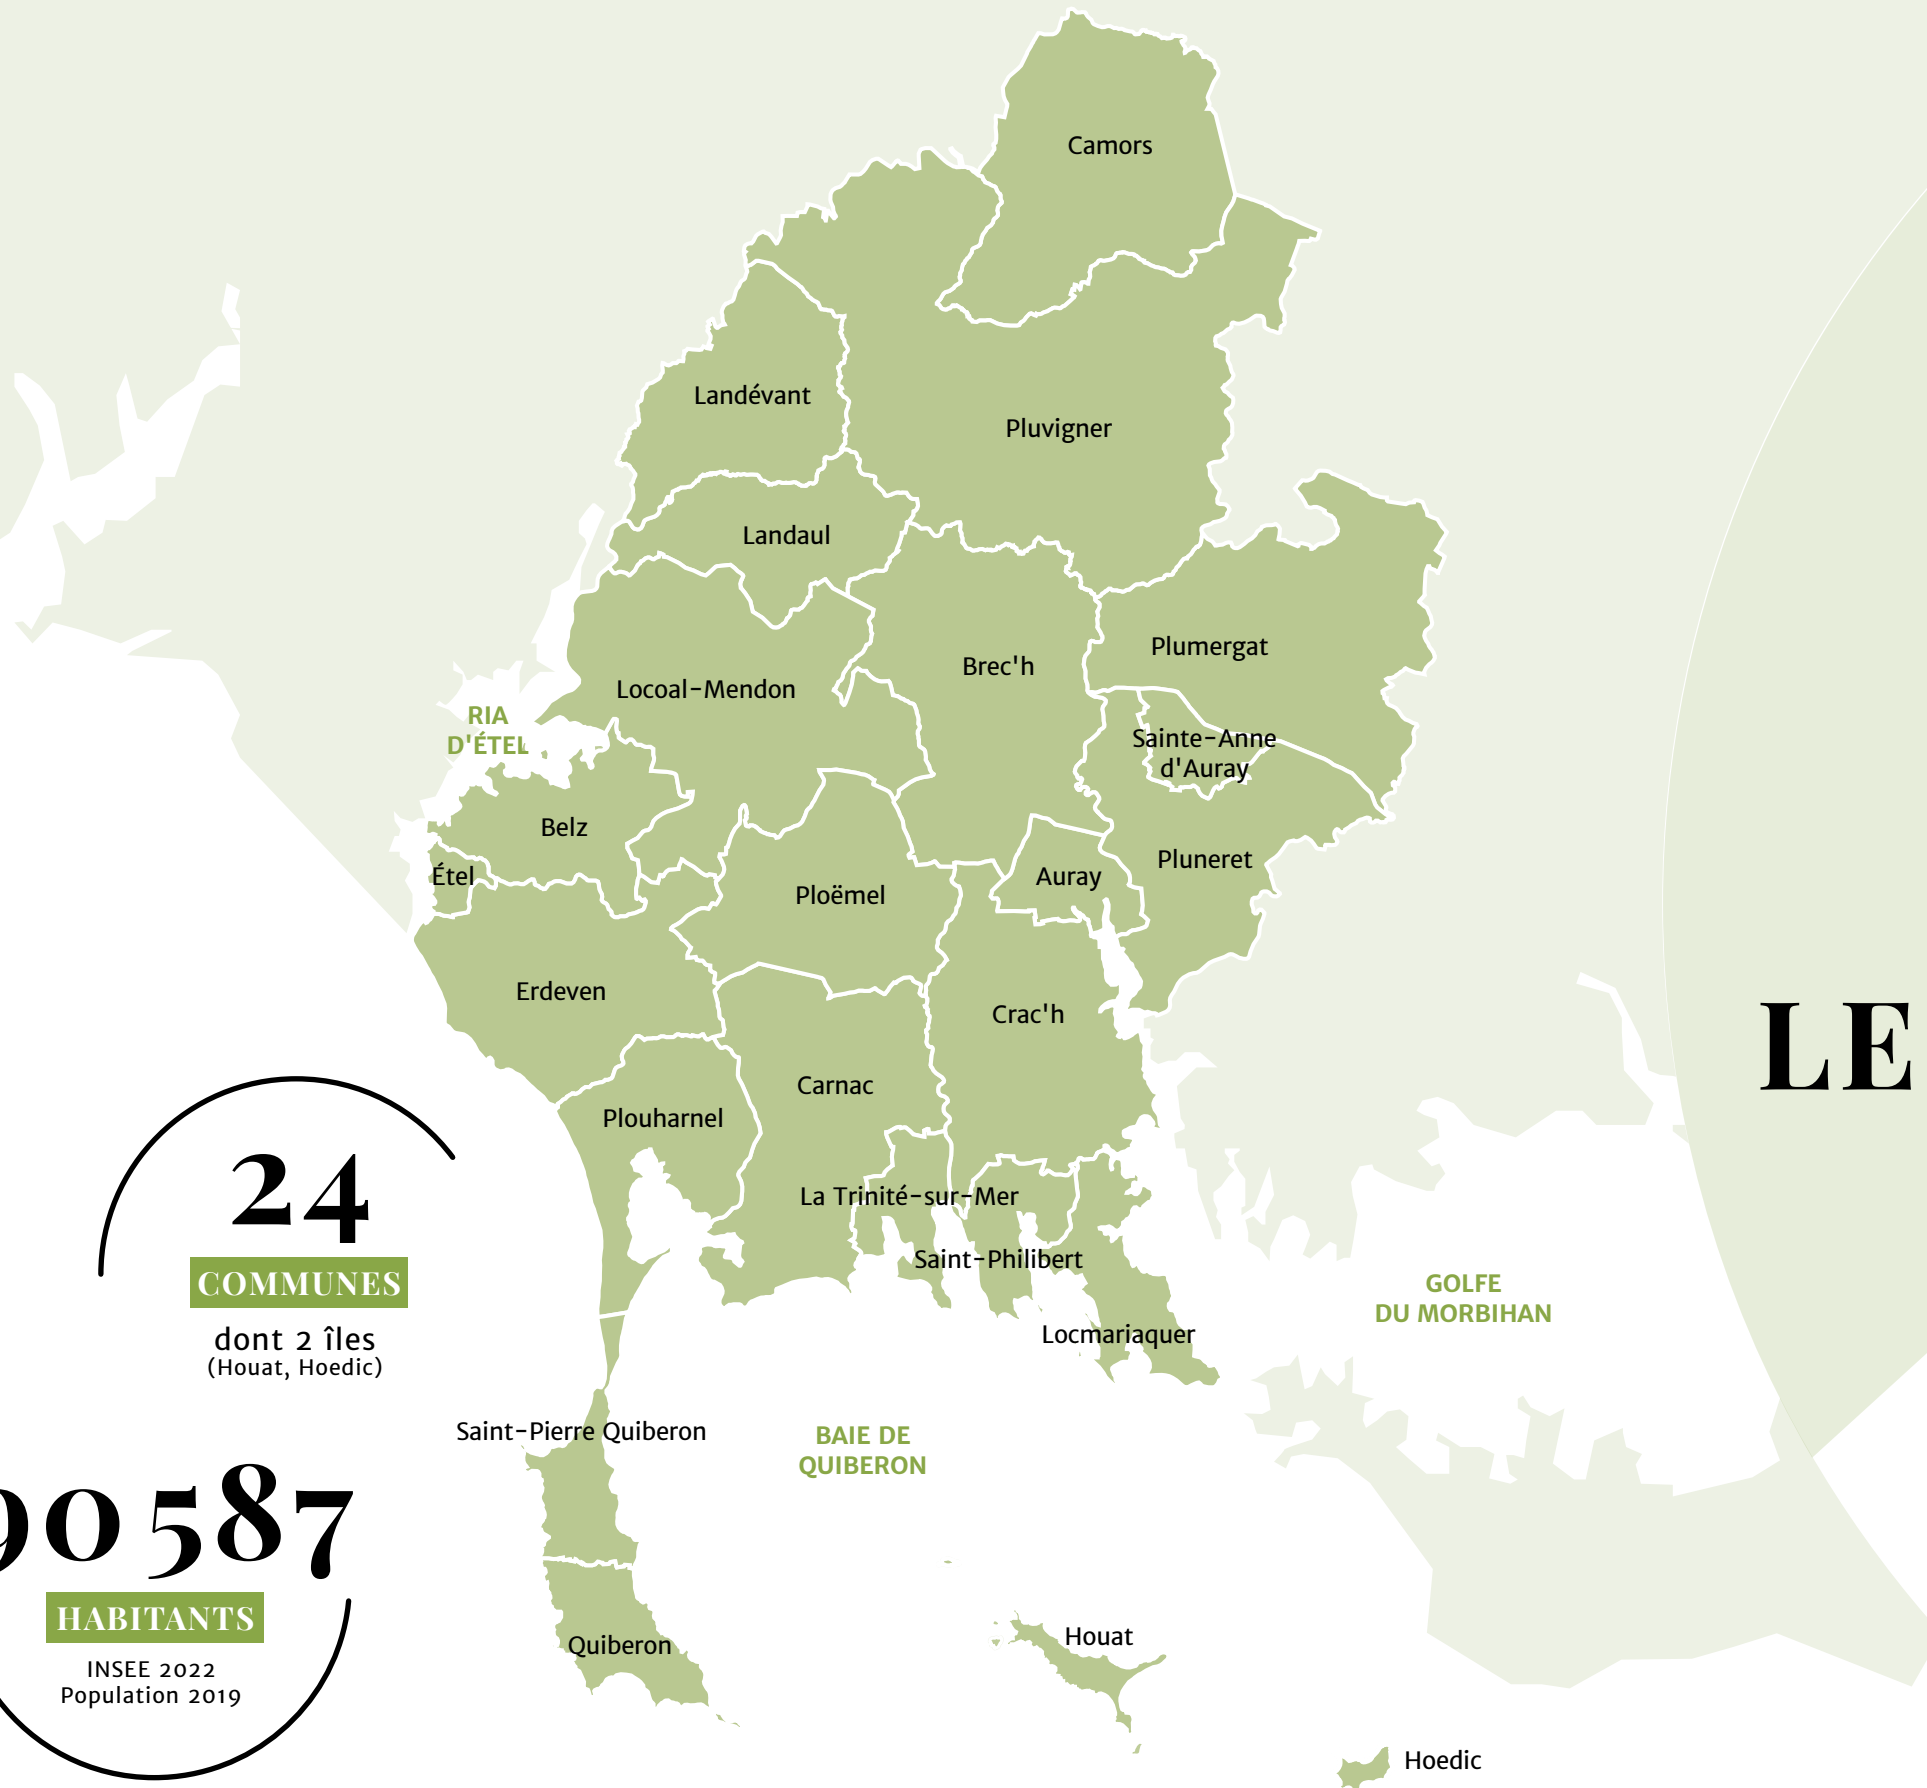 Camors
Landévant
Pluvigner
Landaul
Plumergat
Brec'h
Locoal-Mendon
RIA
D'ÉTEL
Sainte-Anne
d'Auray
Belz
Pluneret
Étel
Auray
Ploëmel
Erdeven
Crac'h
LE
Carnac
Plouharnel
La Trinité-sur-Mer
Saint-Philibert
24
COMMUNES
dont 2 îles
(Houat, Hoedic)
GOLFE
DU MORBIHAN
Locmariaquer
Saint-Pierre Quiberon
BAIE DE
QUIBERON
90 587
HABITANTS
INSEE 2022
Population 2019
Quiberon
Houat
Hoedic